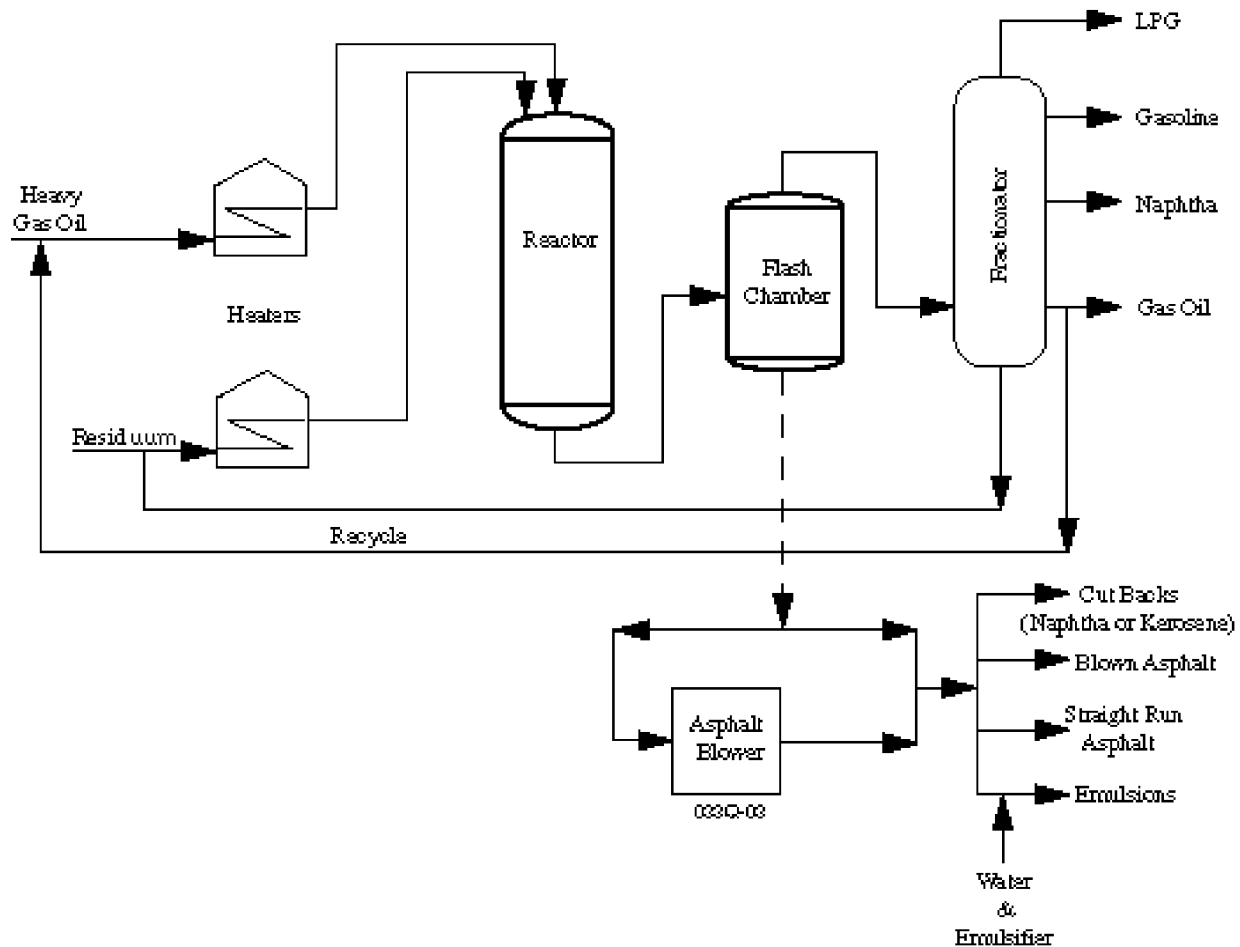 LPG
Gasoline
Naphtha
Gas Oil
Heavy
Gas Oil
Heaters
Residuum
Reactor
Flash
Chamber
Fractionator
Recycle
Cut Backs
(Naphtha or Kerosene)
Blown Asphalt
Straight Run
Asphalt
Emulsions
Asphalt
Blower
Water
&
Emulsifier